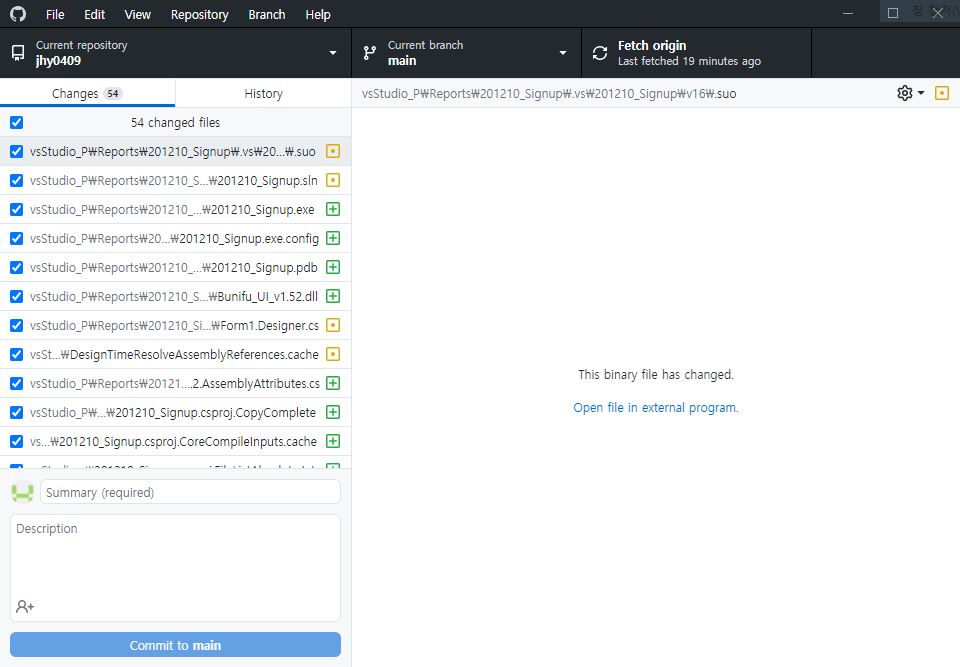 File Edit View Repository Branch Help
Current repository
jhy0409
Current branch
main
Fetch origin
Last fetched 19 minutes ago
Changes 54
History
vsStudio_P₩Reports₩201210_Signup₩.vs₩201210_Signup₩v16₩.suo
54 changed files
vsStudio_P₩Reports₩201210_Signup₩.vs₩20...₩.suo
vsStudio_P₩Reports₩201210_S...₩201210_Signup.sln
vsStudio_P₩Reports₩201210_...₩201210_Signup.exe
vsStudio_P₩Reports₩20...₩201210_Signup.exe.config
vsStudio_P₩Reports₩201210_...₩201210_Signup.pdb
vsStudio_P₩Reports₩201210_S...₩Bunifu_UI_v1.52.dll
vsStudio_P₩Reports₩201210_Si...₩Form1.Designer.cs
vsSt...₩DesignTimeResolveAssemblyReferences.cache
vsStudio_P₩Reports₩20121....2.AssemblyAttributes.cs
vsStudio_P₩...₩201210_Signup.csproj.CopyComplete
vs...₩201210_Signup.csproj.CoreCompileInputs.cache
This binary file has changed.
Open file in external program.
Summary (required)
Description
Commit to main